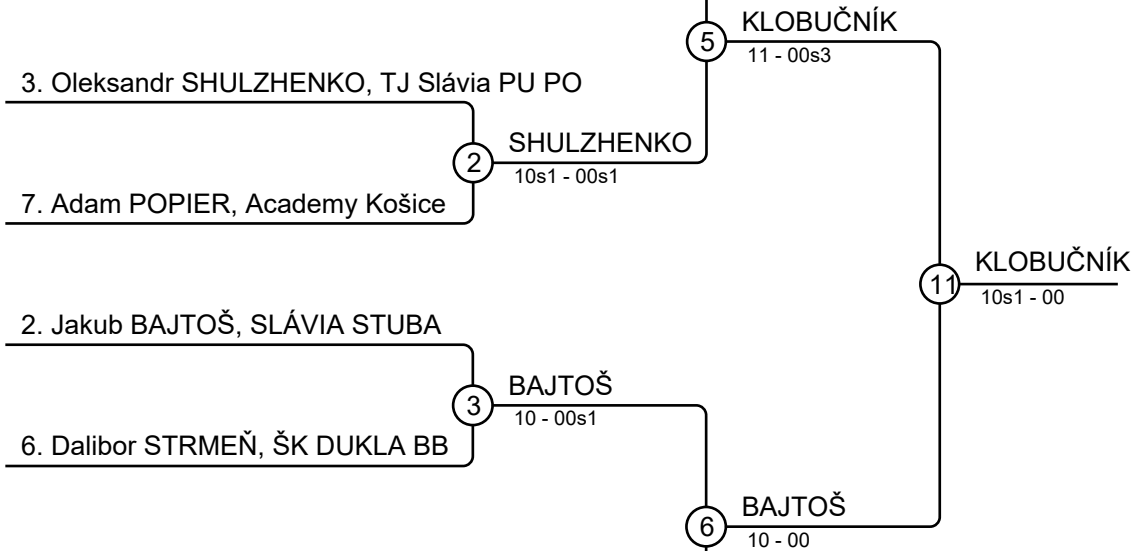 KLOBUČNÍK
5
11 - 00s3
3. Oleksandr SHULZHENKO, TJ Slávia PU PO
SHULZHENKO
2
10s1 - 00s1
7. Adam POPIER, Academy Košice
KLOBUČNÍK
11
10s1 - 00
2. Jakub BAJTOŠ, SLÁVIA STUBA
BAJTOŠ
3
10 - 00s1
6. Dalibor STRMEŇ, ŠK DUKLA BB
BAJTOŠ
6
10 - 00